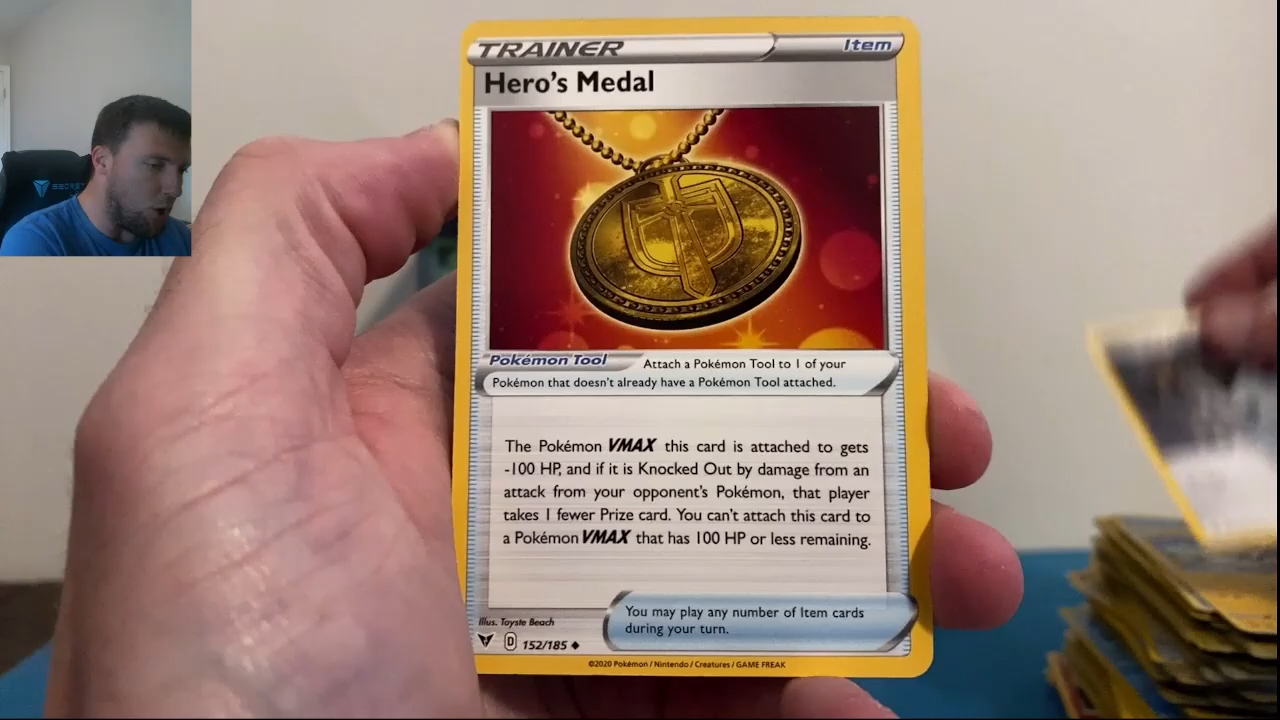 TRAINER
Item
Hero's Medal
SECRET
Pokémon Tool
Attach a Pokémon Tool to 1 of your
Pokémon that doesn't already have a Pokémon Tool attached.
The Pokémon VMAX this card is attached to gets
-100 HP, and if it is Knocked Out by damage from an
attack from your opponent's Pokémon, that player
takes 1 fewer Prize card. You can't attach this card to
a Pokémon VMAX that has 100 HP or less remaining.
You may play any number of Item cards
during your turn.
Illus. Toyste Beach
D 152/185
©2020 Pokémon / Nintendo / Creatures / GAME FREAK